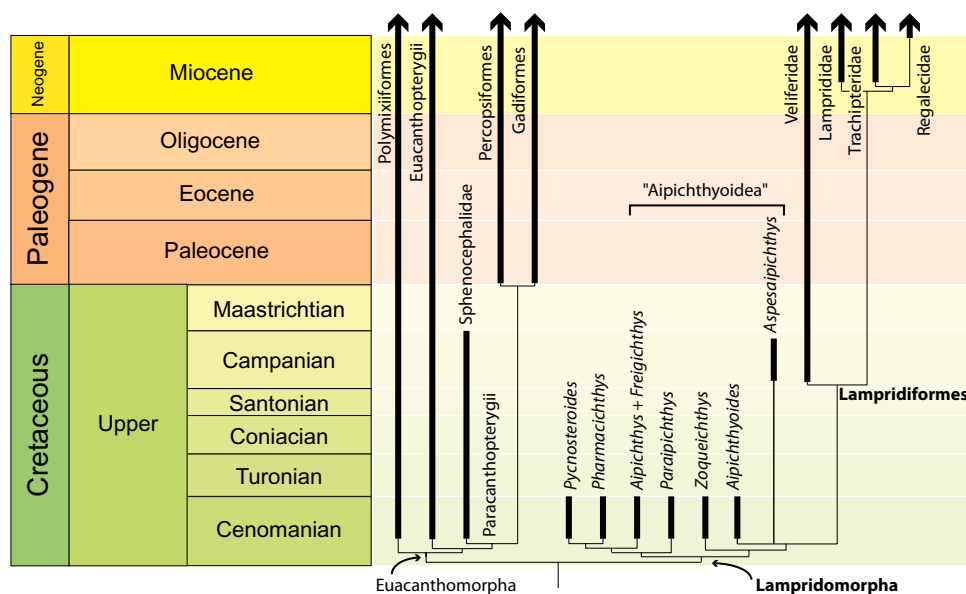 Neogene
Miocene
Paleogene
Oligocene
Eocene
Paleocene
Cretaceous
Upper
Maastrichtian
Campanian
Santonian
Coniacian
Turonian
Cenomanian
Polymixiiformes
Euacanthopterygii
Sphenocephalidae
Paracanthopterygii
Percopsiformes
Gadiformes
Pycnosteroides
Pharmacichthys
Aipichthys + Freigichthys
Paraipichthys
Zoqueichthys
Aipichthyoides
"Aipichthyoidea"
Aspesaipichthys
Veliferidae
Lamprididae
Trachipteridae
Regalecidae
Lampridiformes
Euacanthomorpha
Lampridomorpha